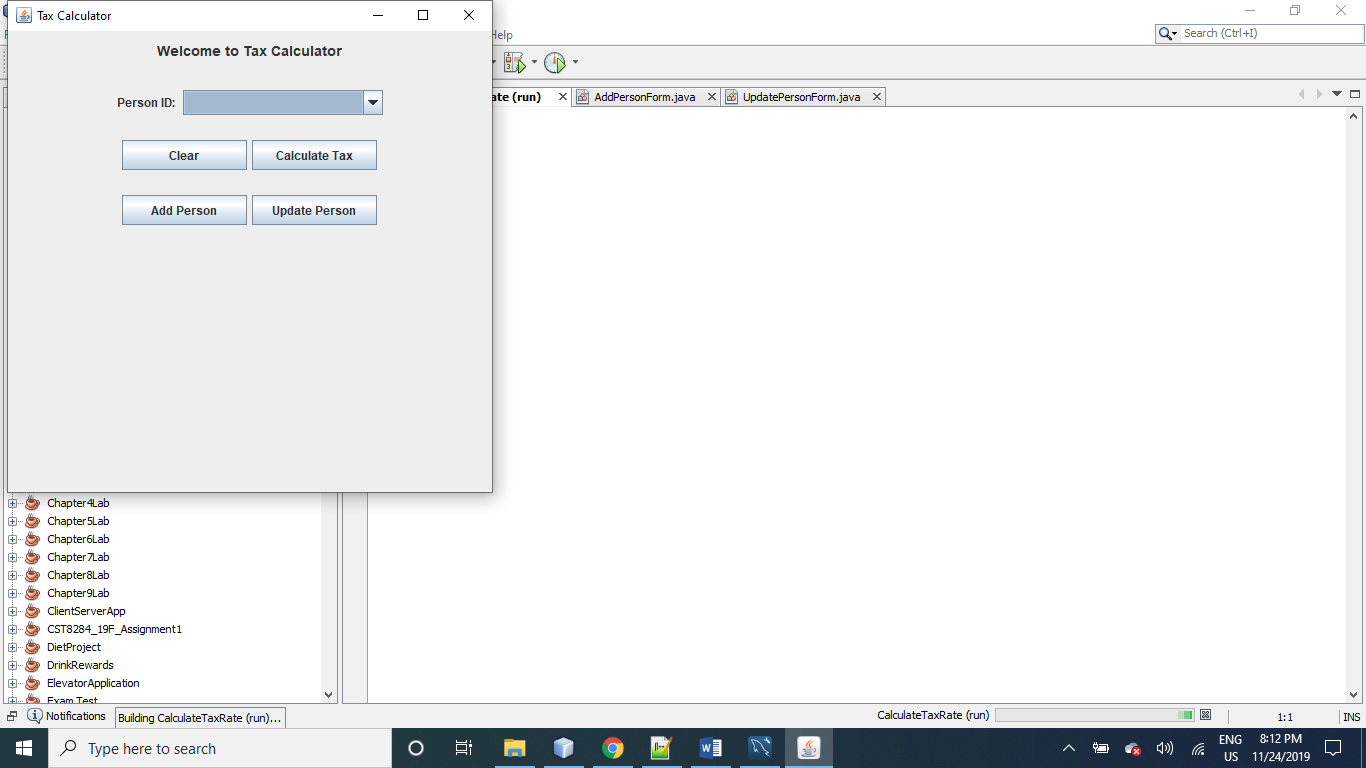 Tax Calculator
Help
Search (Ctrl+I)
Welcome to Tax Calculator
Person ID:
ate (run)
AddPersonForm.java
UpdatePersonForm.java
Clear
Calculate Tax
Add Person
Update Person
Chapter4Lab
Chapter5Lab
Chapter6Lab
Chapter7Lab
Chapter8Lab
Chapter9Lab
ClientServerApp
CST8284_19F_Assignment1
DietProject
DrinkRewards
ElevatorApplication
Exam Test
Notifications
Building CalculateTaxRate (run)...
CalculateTaxRate (run)
1:1
INS
Type here to search
ENG
US
8:12 PM
11/24/2019